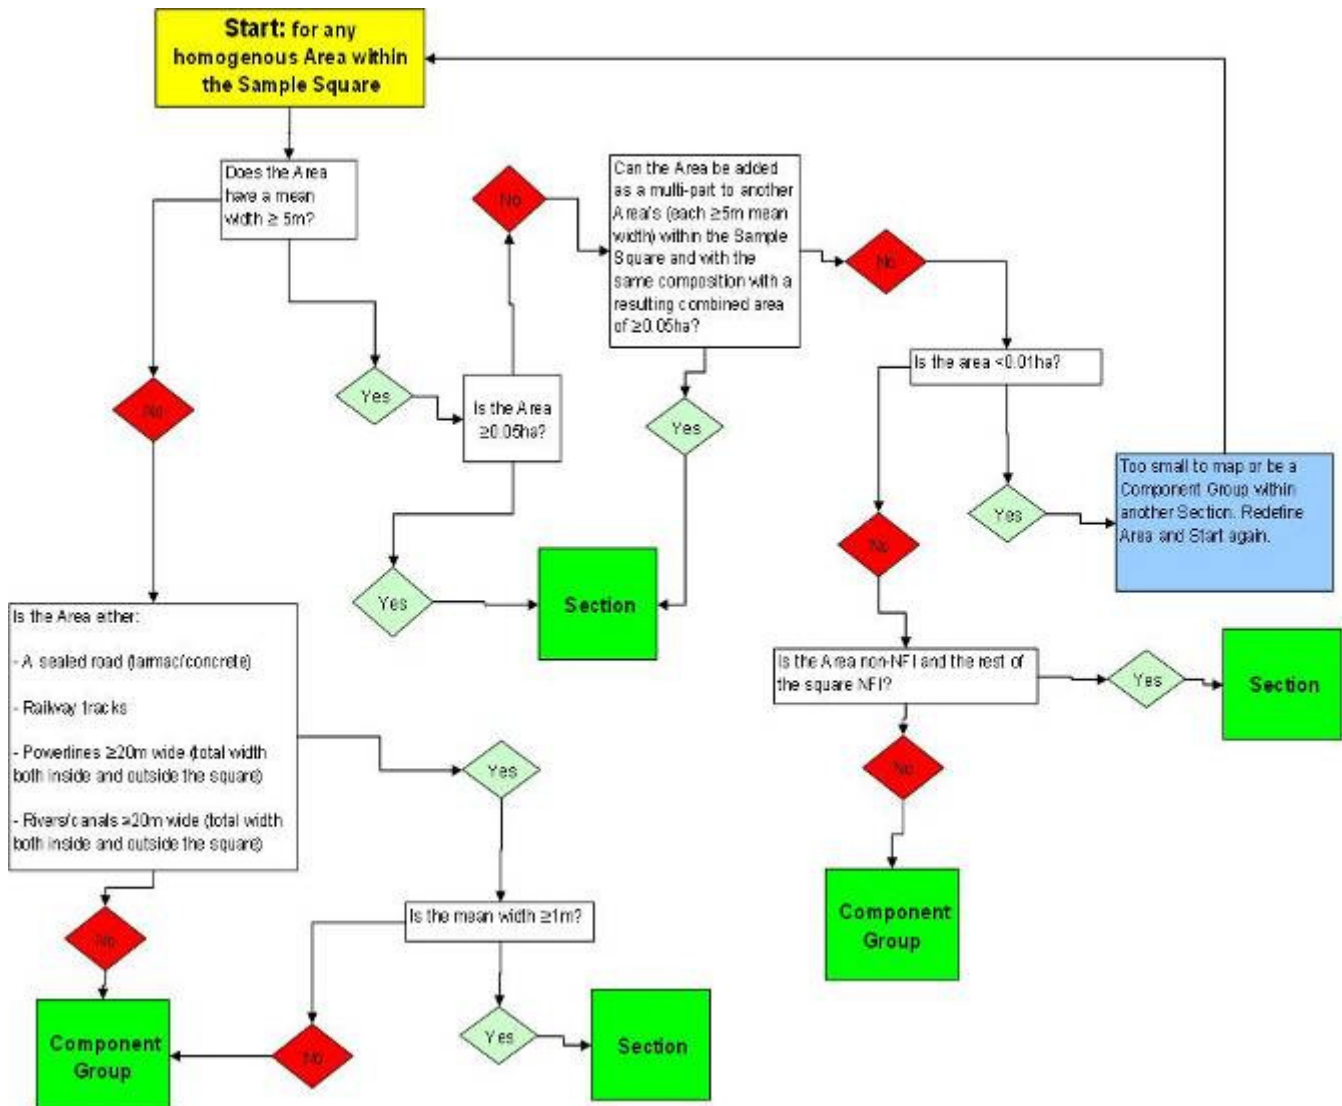 Start: for any
homogenous Area within
the Sample Square
Does the Area
have a mean
width ≥ 5m?
No
Can the Area be added
as a multi-part to another
Area's (each ≥5m mean
width) within the Sample
Square and with the
same composition with a
resulting combined area
of ≥0.05ha?
No
Is the area <0.01ha?
No
Yes
Is the Area
≥0.05ha?
Yes
Too small to map or be a
Component Group within
another Section. Redefine
Area and Start again.
Yes
No
Yes
Section
Is the Area either:
- A sealed road (tarmac/concrete)
- Railway tracks
- Powerlines ≥20m wide (total width
both inside and outside the square)
- Rivers/canals ≥20m wide (total width
both inside and outside the square)
Is the Area non-NFI and the rest of
the square NFI?
Yes
Section
Yes
No
Component
Group
Is the mean width ≥1m?
No
Component
Group
No
Yes
Section